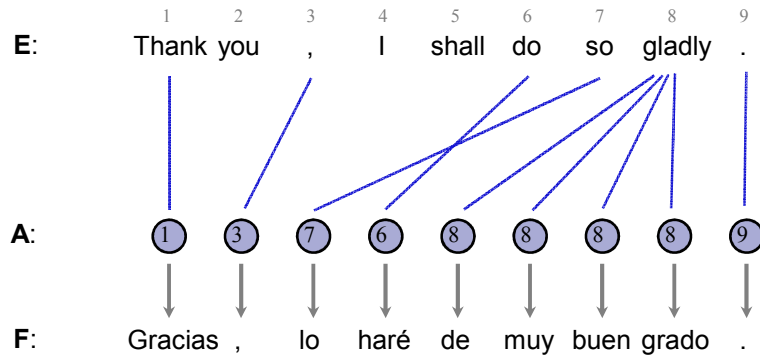 1 2 3 4 5 6 7 8 9
E: Thank you , I shall do so gladly .
A: 1 3 7 6 8 8 8 8 9
F: Gracias , lo haré de muy buen grado .